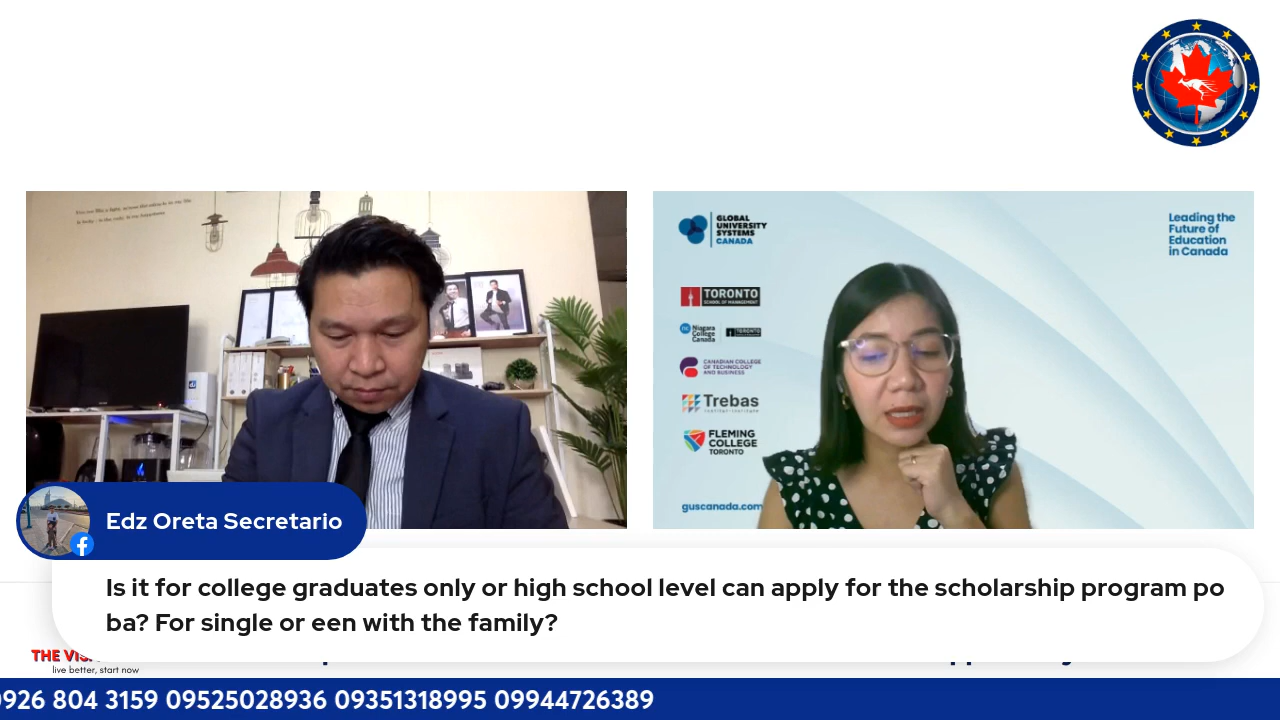 GLOBAL
UNIVERSITY
SYSTEMS
CANADA
Leading the
Future of
Education
in Canada
TORONTO
SCHOOL OF MANAGEMENT
Niagara
College
Canada
TORONTO
CANADIAN COLLEGE
OF TECHNOLOGY
AND BUSINESS
Trebas
FLEMING
COLLEGE
TORONTO
guscanada.com
Edz Oreta Secretario
Is it for college graduates only or high school level can apply for the scholarship program po
ba? For single or een with the family?
THE
live better, start now
926 804 3159 09525028936 09351318995 09944726389